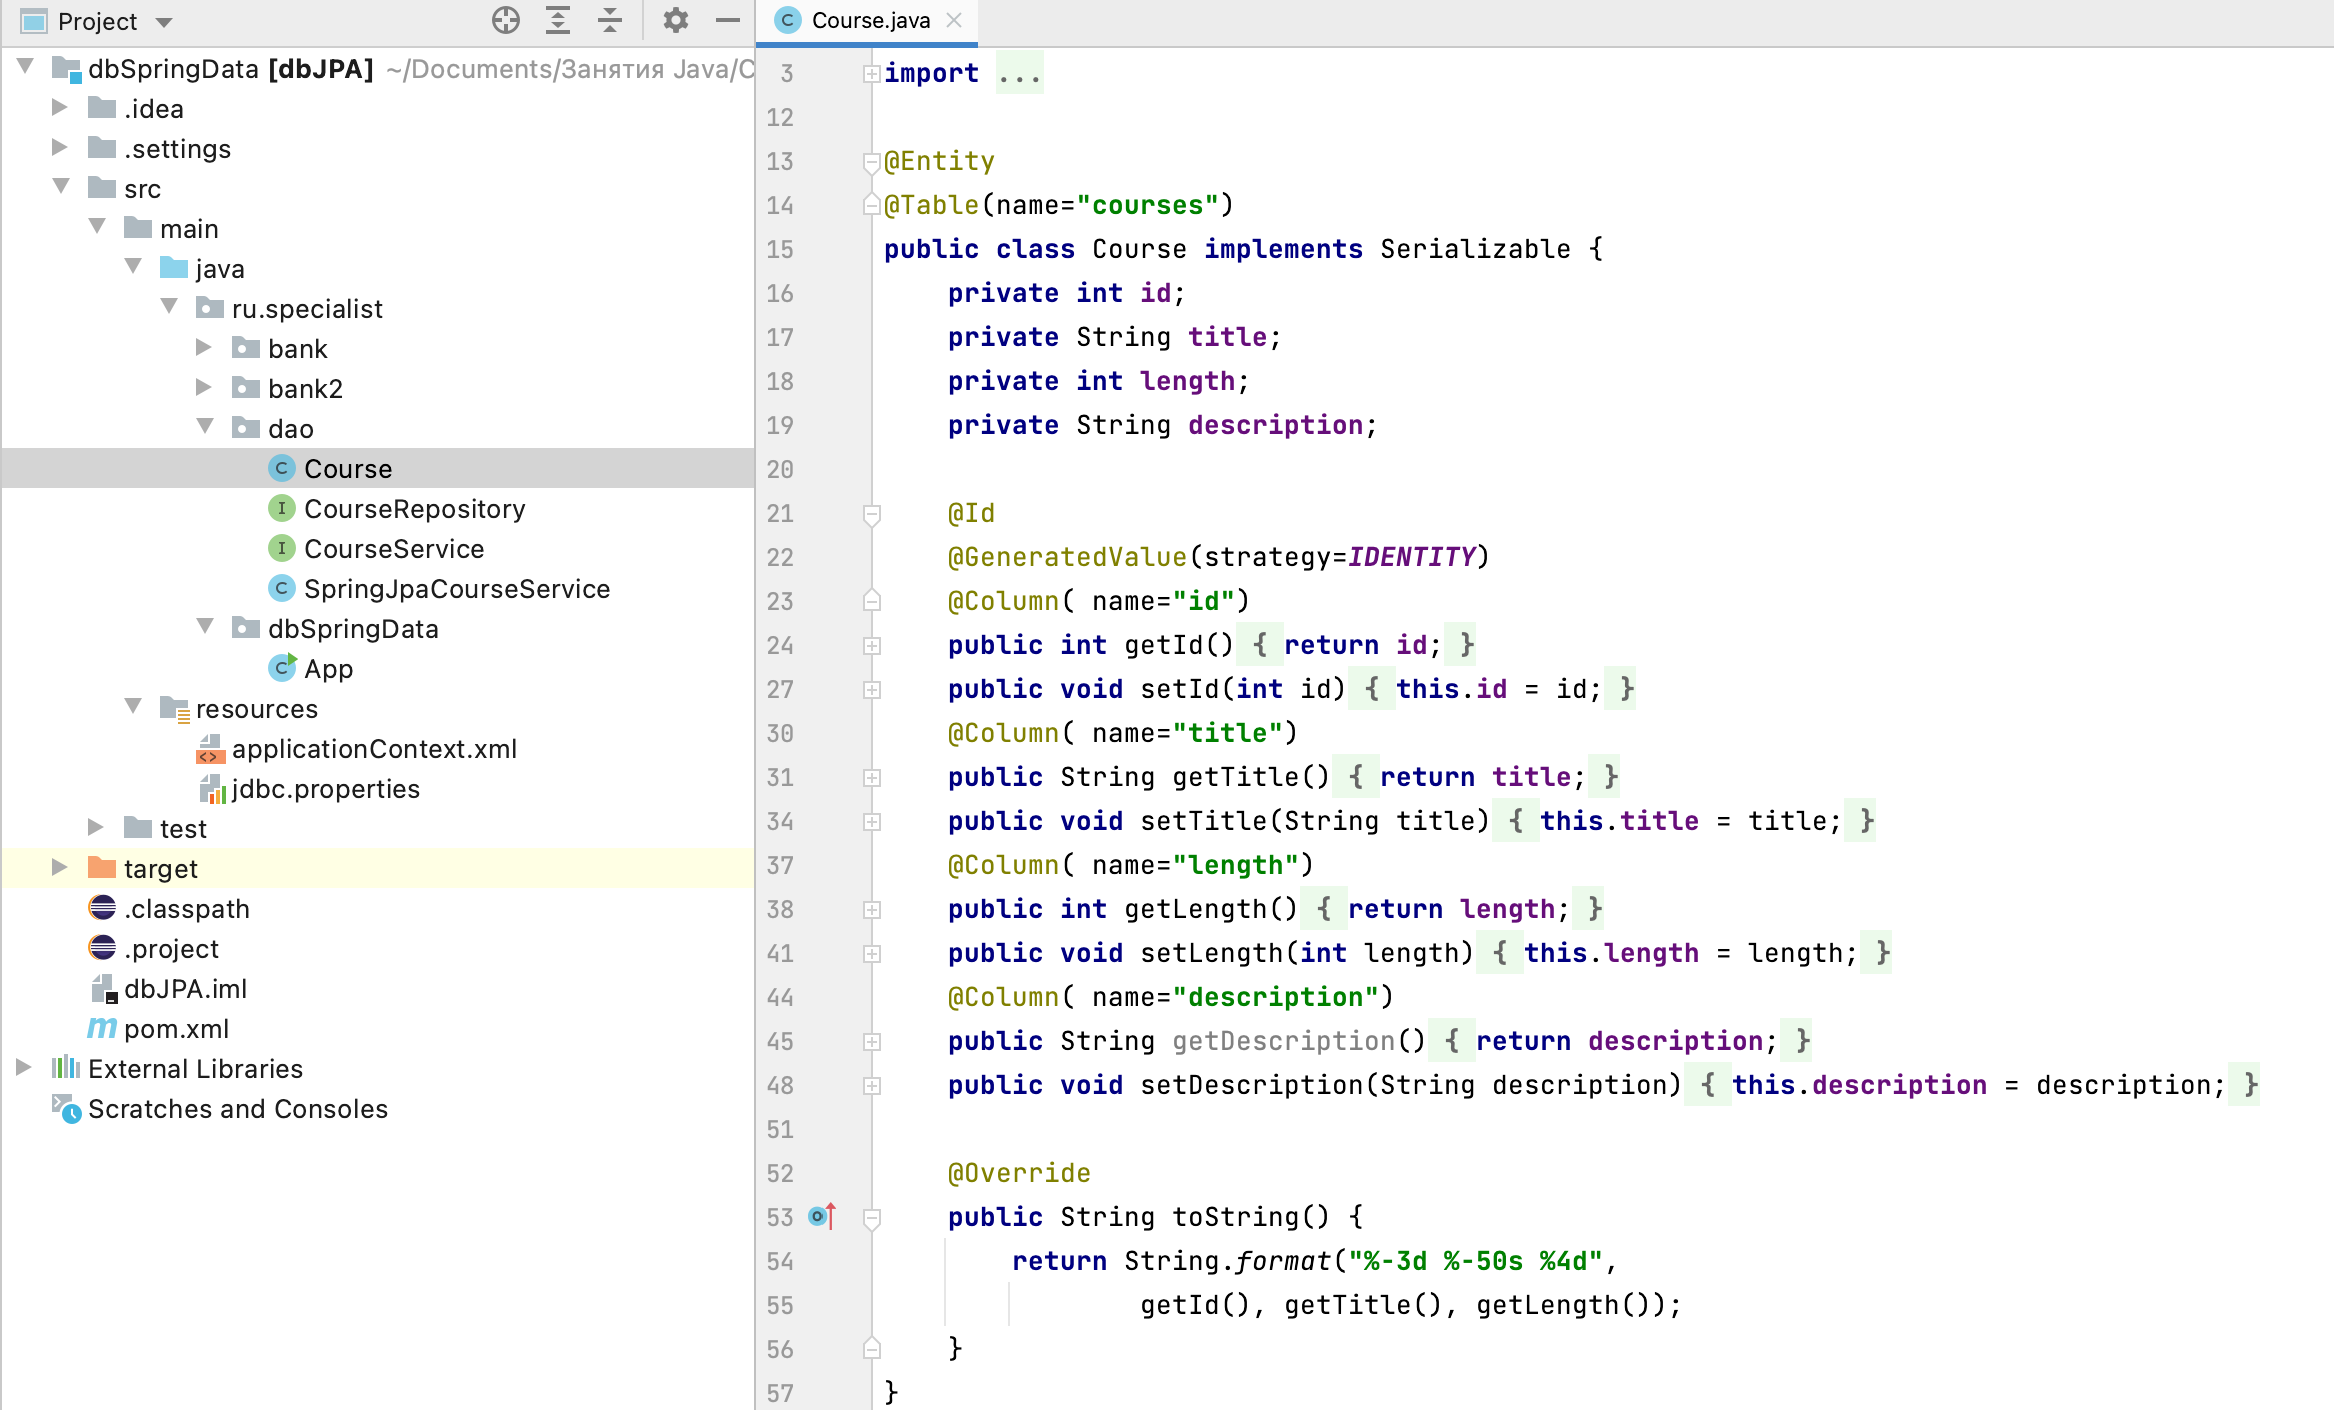 Project
dbSpringData [dbJPA] ~/Documents/Занятия Java/C
.idea
.settings
src
main
java
ru.specialist
bank
bank2
dao
Course
CourseRepository
CourseService
SpringJpaCourseService
dbSpringData
App
resources
applicationContext.xml
jdbc.properties
test
target
.classpath
.project
dbJPA.iml
pom.xml
External Libraries
Scratches and Consoles
Course.java
3 import ...
12
13 @Entity
14 @Table(name="courses")
15 public class Course implements Serializable {
16 private int id;
17 private String title;
18 private int length;
19 private String description;
20
21 @Id
22 @GeneratedValue(strategy=IDENTITY)
23 @Column( name="id")
24 public int getId() { return id; }
27 public void setId(int id) { this.id = id; }
30 @Column( name="title")
31 public String getTitle() { return title; }
34 public void setTitle(String title) { this.title = title; }
37 @Column( name="length")
38 public int getLength() { return length; }
41 public void setLength(int length) { this.length = length; }
44 @Column( name="description")
45 public String getDescription() { return description; }
48 public void setDescription(String description) { this.description = description; }
51
52 @Override
53 public String toString() {
54 return String.format("%-3d %-50s %4d",
55 getId(), getTitle(), getLength());
56 }
57 }